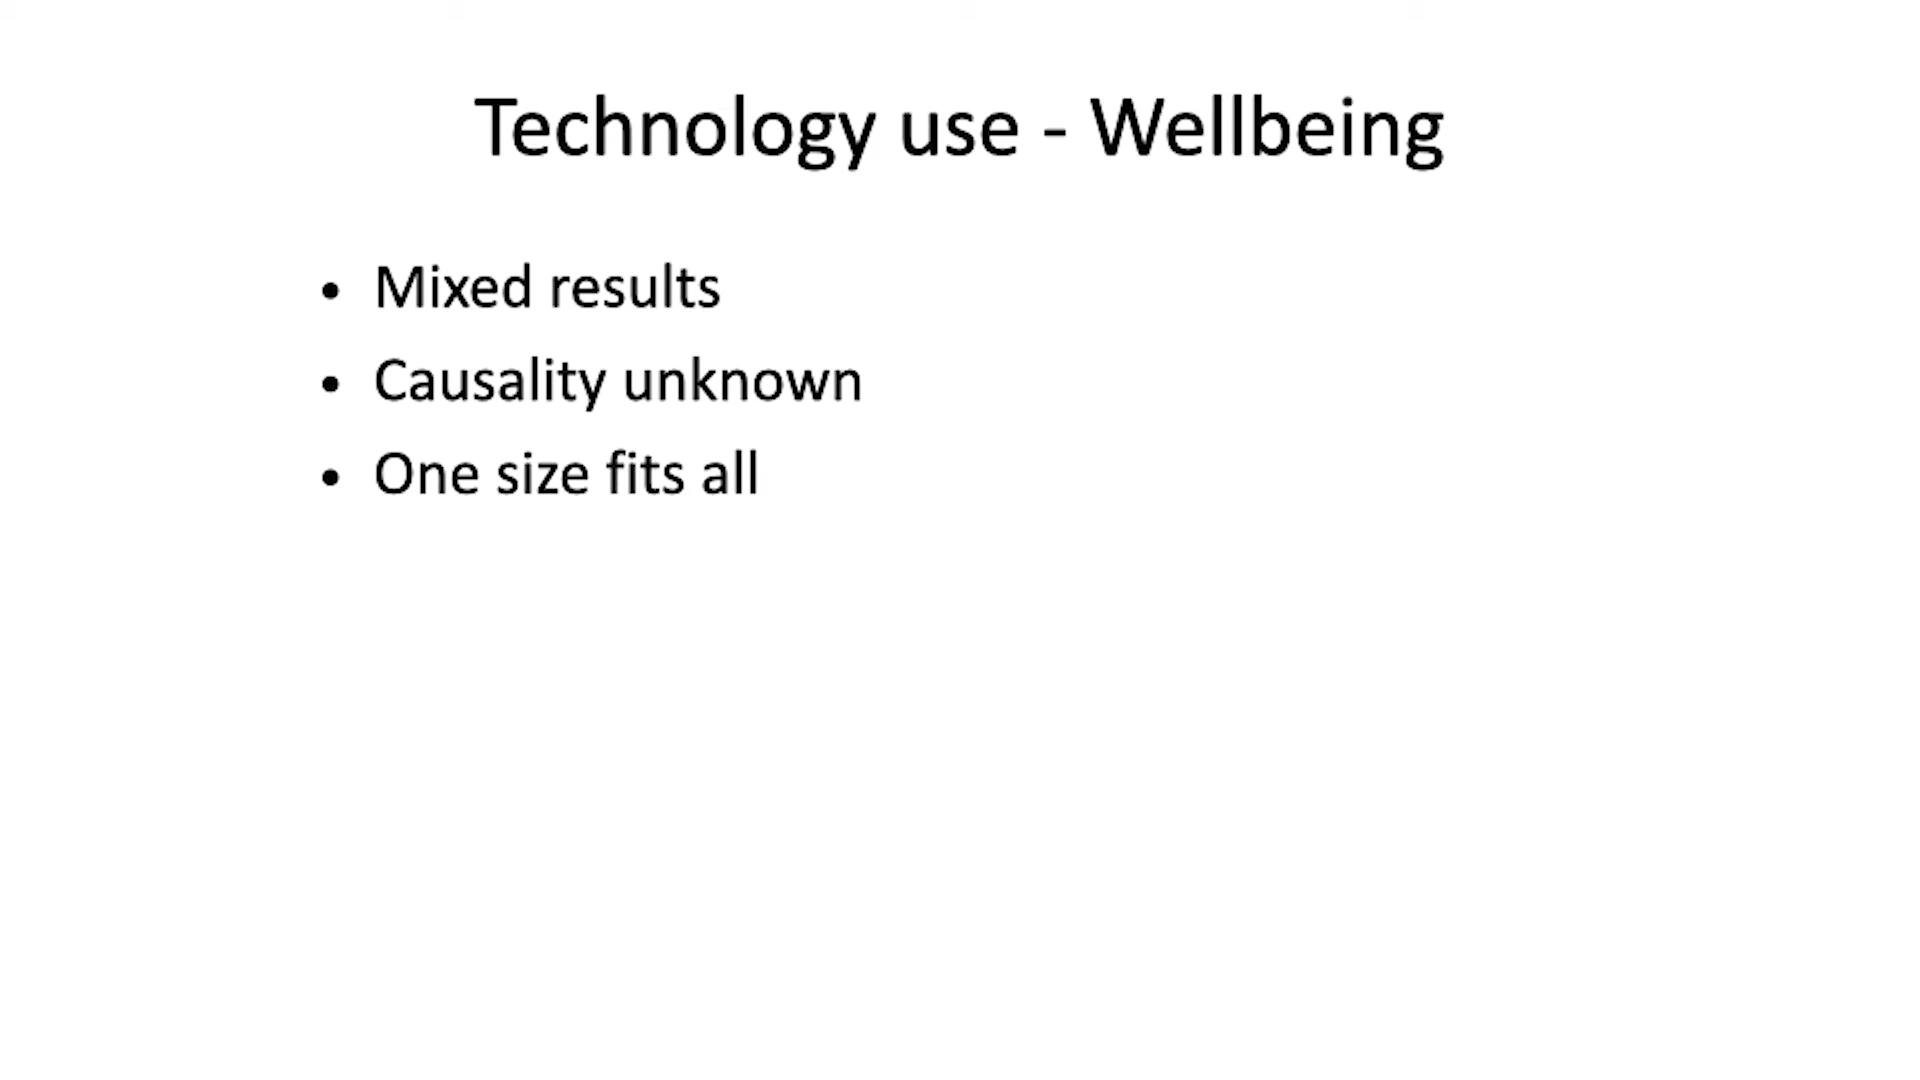 Technology use - Wellbeing
• Mixed results
• Causality unknown
• One size fits all